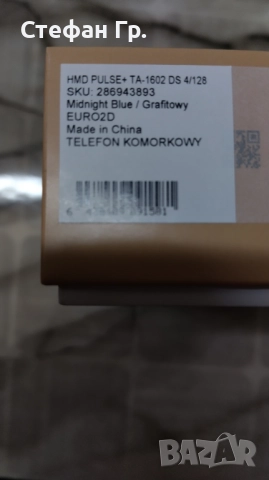 Стефан Гр.
HMD PULSE+ TA-1602 DS 4/128
SKU: 286943893
Midnight Blue / Grafitowy
EURO2D
Made in China
TELEFON KOMORKOWY
Bazar